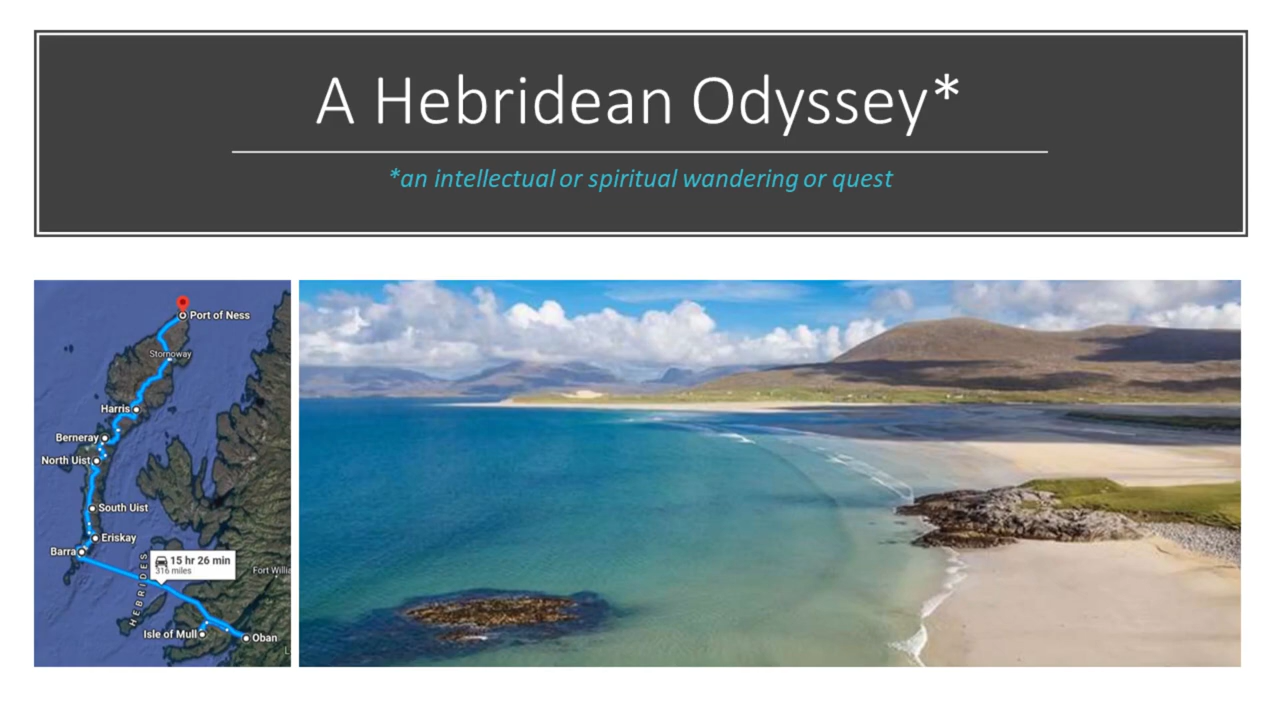 A Hebridean Odyssey*
*an intellectual or spiritual wandering or quest
Port of Ness
Stornoway
Harris
Berneray
North Uist
South Uist
Eriskay
Barra
15 hr 26 min
316 miles
HEBRIDES
Fort Willia
Isle of Mull
Oban
L